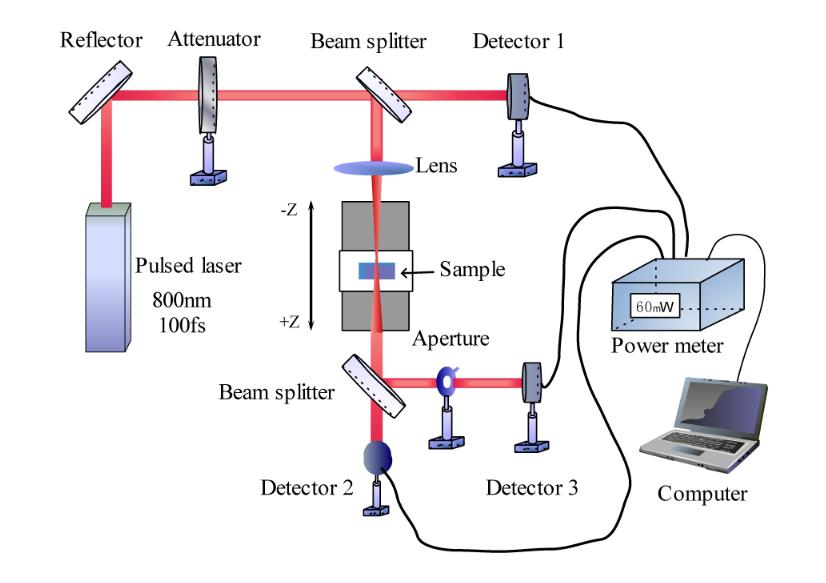 Reflector
Attenuator
Beam splitter
Detector 1
Lens
-Z
Pulsed laser
800nm
100fs
Sample
60mW
+Z
Aperture
Power meter
Beam splitter
Detector 2
Detector 3
Computer